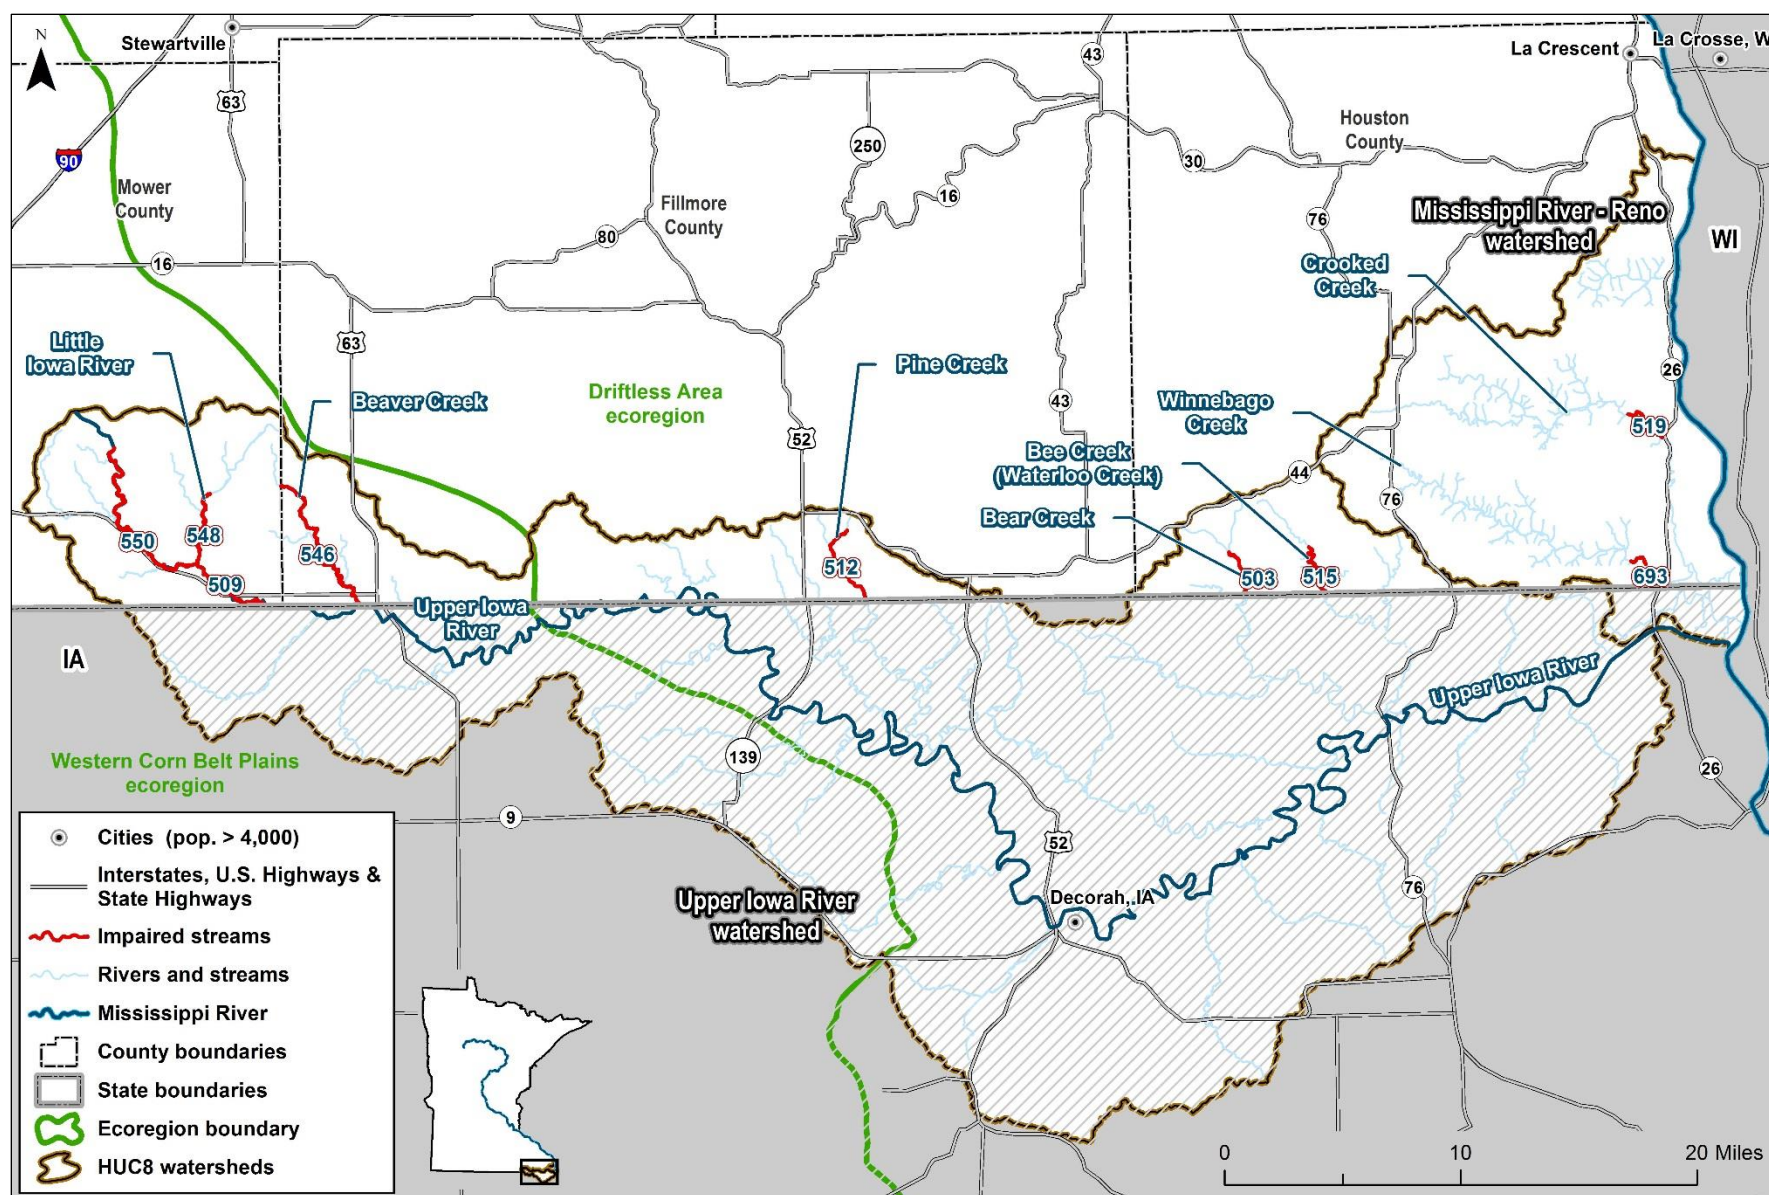 N
Stewartville
63
90
Mower
County
16
43
La Crescent
La Crosse, W
250
Houston
County
30
16
Fillmore
County
80
76
Mississippi River - Reno
watershed
WI
Crooked
Creek
63
Little
Iowa River
Beaver Creek
Driftless Area
ecoregion
Pine Creek
26
43
Winnebago
Creek
519
52
Bee Creek
(Waterloo Creek)
44
76
Bear Creek
550
548
546
512
503
515
693
509
Upper Iowa
River
IA
Upper Iowa River
Western Corn Belt Plains
ecoregion
139
26
9
52
76
Upper Iowa River
watershed
Decorah, IA
Cities (pop. > 4,000)
Interstates, U.S. Highways &
State Highways
Impaired streams
Rivers and streams
Mississippi River
County boundaries
State boundaries
Ecoregion boundary
HUC8 watersheds
0
10
20 Miles